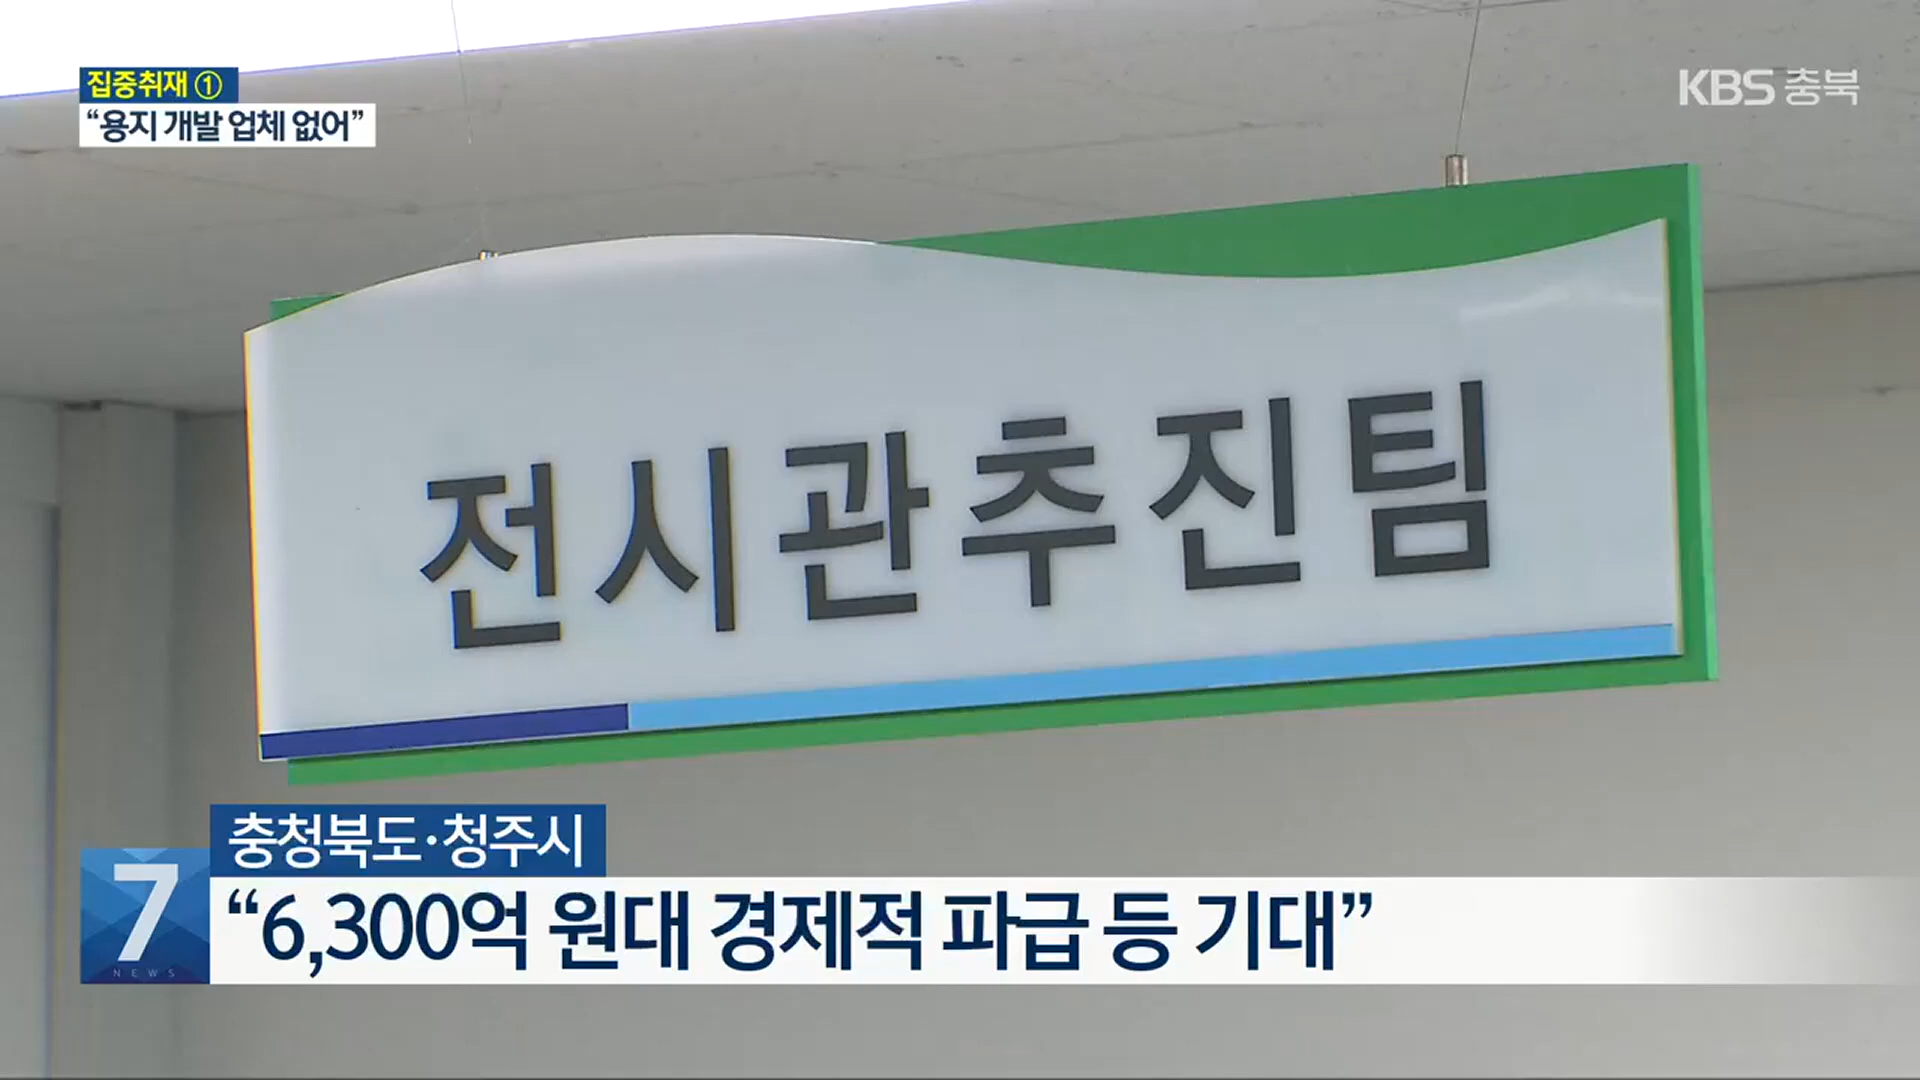 집중취재 ①
“용지 개발 업체 없어”
KBS 충북
전시관추진팀
충청북도·청주시
7
NEWS
“6,300억 원대 경제적 파급 등 기대”